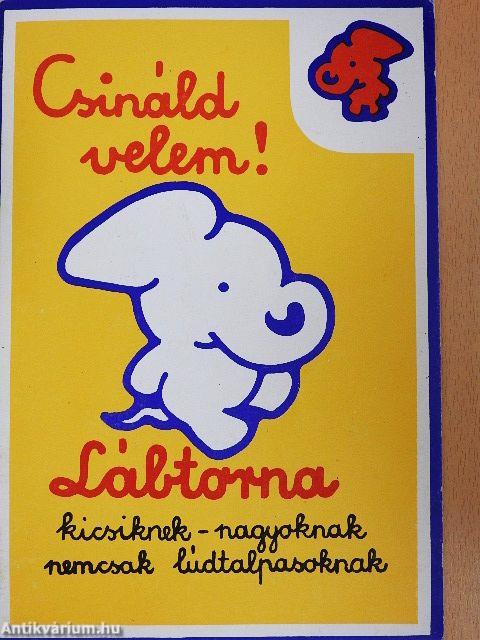 Csináld
velem!
Lábtorna
kicsiknek - nagyoknak
nemcsak lúdtalpasoknak
Antikvárium.hu